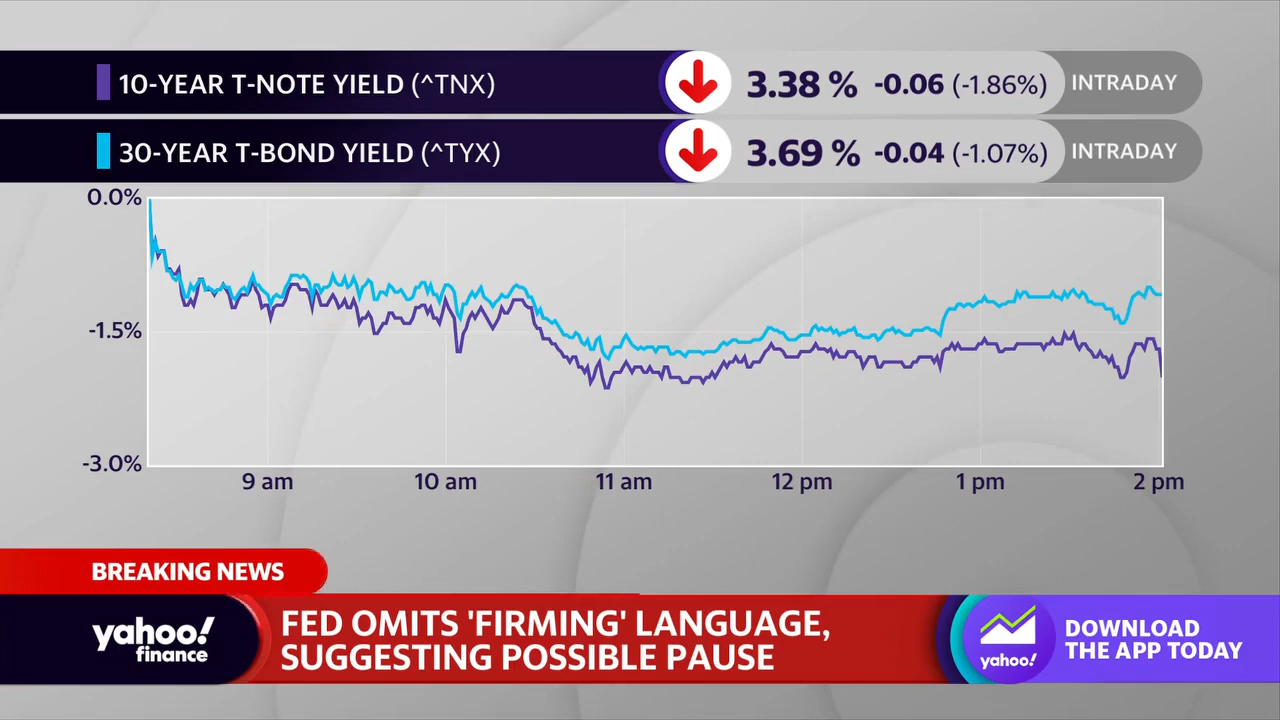 10-YEAR T-NOTE YIELD (^TNX) 3.38 % -0.06 (-1.86%) INTRADAY
30-YEAR T-BOND YIELD (^TYX) 3.69 % -0.04 (-1.07%) INTRADAY
0.0%
-1.5%
-3.0%
9 am 10 am 11 am 12 pm 1 pm 2 pm
BREAKING NEWS
yahoo!
finance
FED OMITS 'FIRMING' LANGUAGE,
SUGGESTING POSSIBLE PAUSE
yahoo!
DOWNLOAD
THE APP TODAY